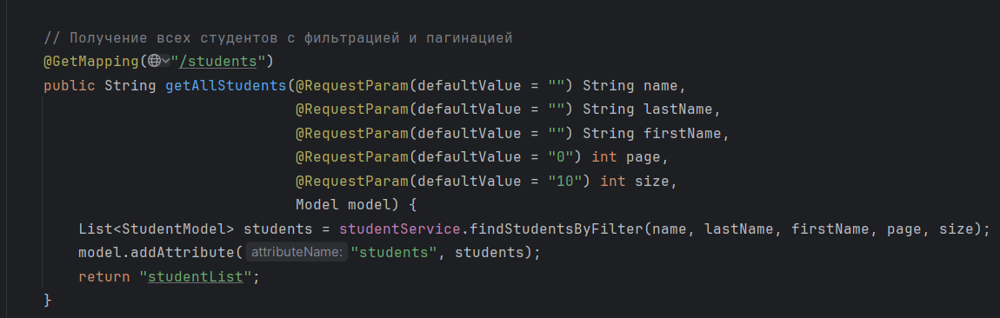 // Получение всех студентов с фильтрацией и пагинацией
@GetMapping("/students")
public String getAllStudents(@RequestParam(defaultValue = "") String name,
@RequestParam(defaultValue = "") String lastName,
@RequestParam(defaultValue = "") String firstName,
@RequestParam(defaultValue = "0") int page,
@RequestParam(defaultValue = "10") int size,
Model model) {
List<StudentModel> students = studentService.findStudentsByFilter(name, lastName, firstName, page, size);
model.addAttribute( attributeName: "students", students);
return "studentList";
}